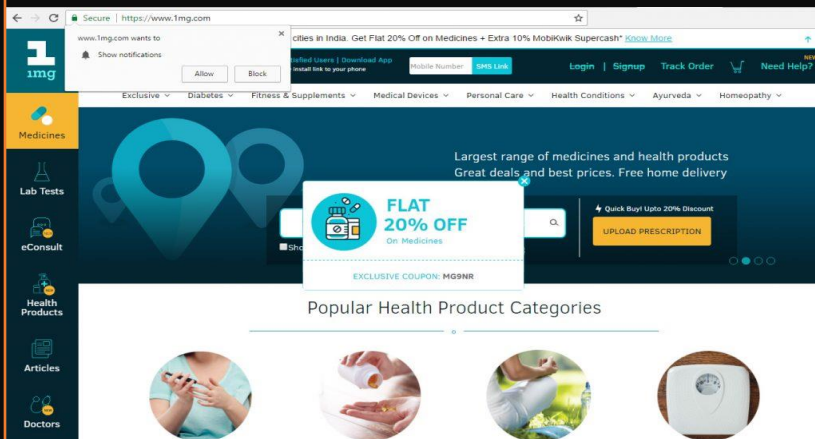 Secure | https://www.1mg.com
www.1mg.com wants to
Show notifications
Allow
Block
cities in India. Get Flat 20% Off on Medicines + Extra 10% MobiKwik Supercash* Know More
1mg
Users | Download App
install link to your phone
Mobile Number
SMS Link
Login | Signup
Track Order
NEW
Need Help?
Exclusive
Diabetes
Fitness & Supplements
Medical Devices
Personal Care
Health Conditions
Ayurveda
Homeopathy
Medicines
Lab Tests
eConsult
Health
Products
Articles
Doctors
Largest range of medicines and health products
Great deals and best prices. Free home delivery
FLAT
20% OFF
On Medicines
EXCLUSIVE COUPON: MG9NR
Sho
Quick Buy! Upto 20% Discount
UPLOAD PRESCRIPTION
Popular Health Product Categories